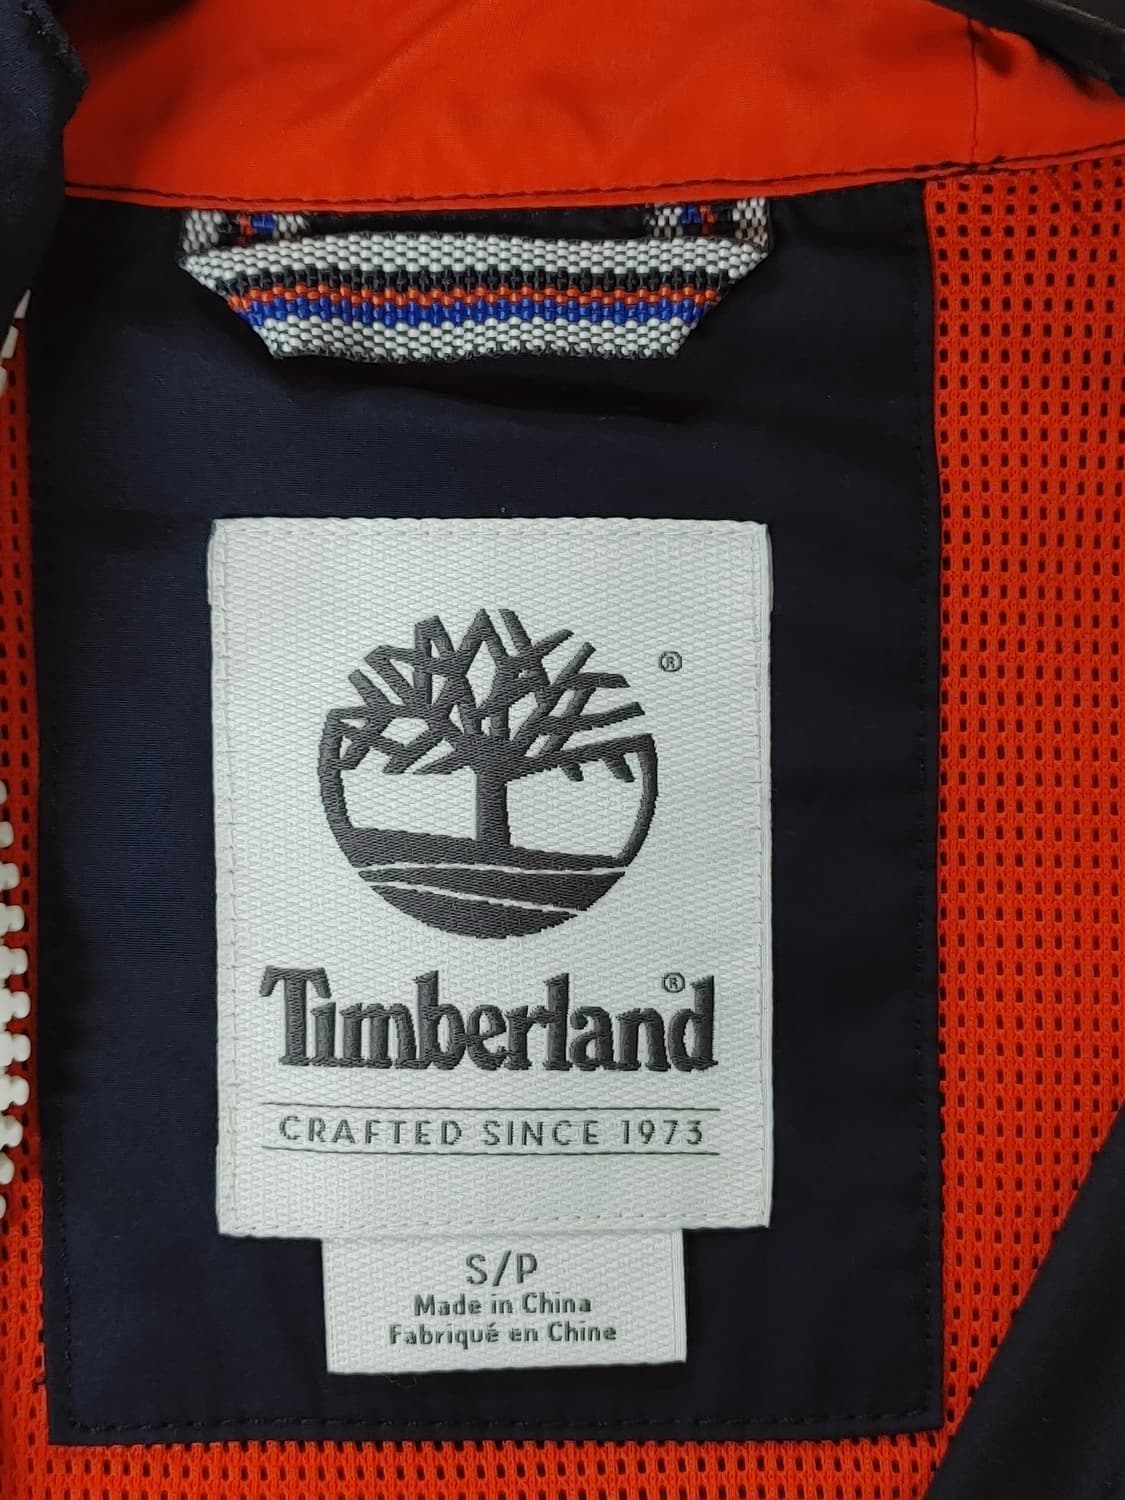 ®
Timberland®
CRAFTED SINCE 1973
S/P
Made in China
Fabriqué en Chine